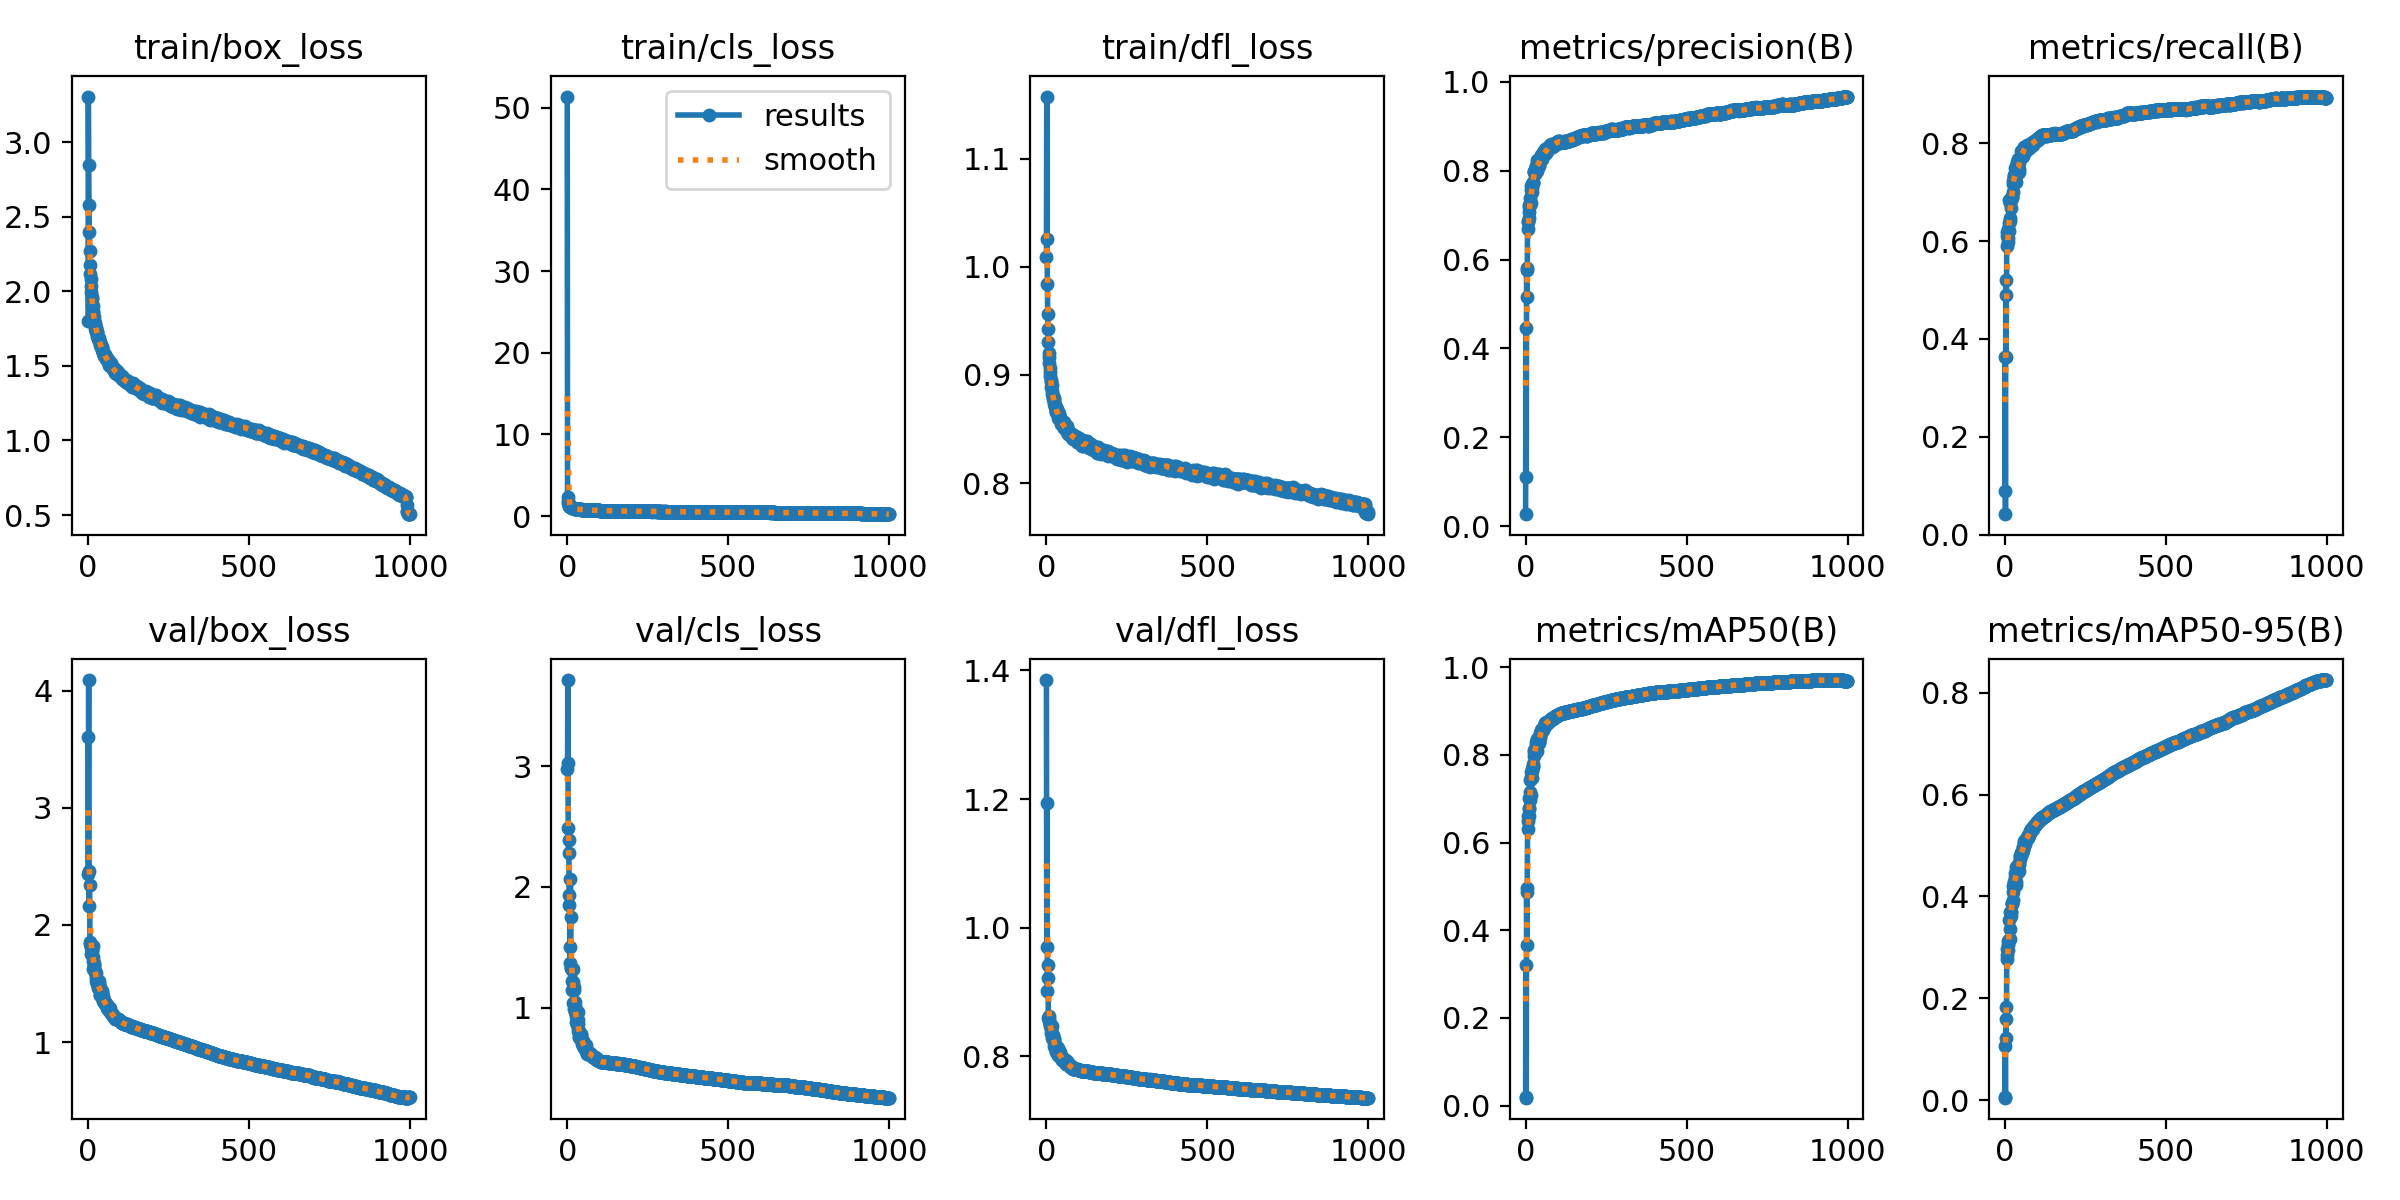 train/box_loss
3.0
2.5
2.0
1.5
1.0
0.5
0 500 1000
train/cls_loss
results
smooth
50
40
30
20
10
0
0 500 1000
train/dfl_loss
1.1
1.0
0.9
0.8
0 500 1000
metrics/precision(B)
1.0
0.8
0.6
0.4
0.2
0.0
0 500 1000
metrics/recall(B)
0.8
0.6
0.4
0.2
0.0
0 500 1000
val/box_loss
4
3
2
1
0 500 1000
val/cls_loss
3
2
1
0 500 1000
val/dfl_loss
1.4
1.2
1.0
0.8
0 500 1000
metrics/mAP50(B)
1.0
0.8
0.6
0.4
0.2
0.0
0 500 1000
metrics/mAP50-95(B)
0.8
0.6
0.4
0.2
0.0
0 500 1000